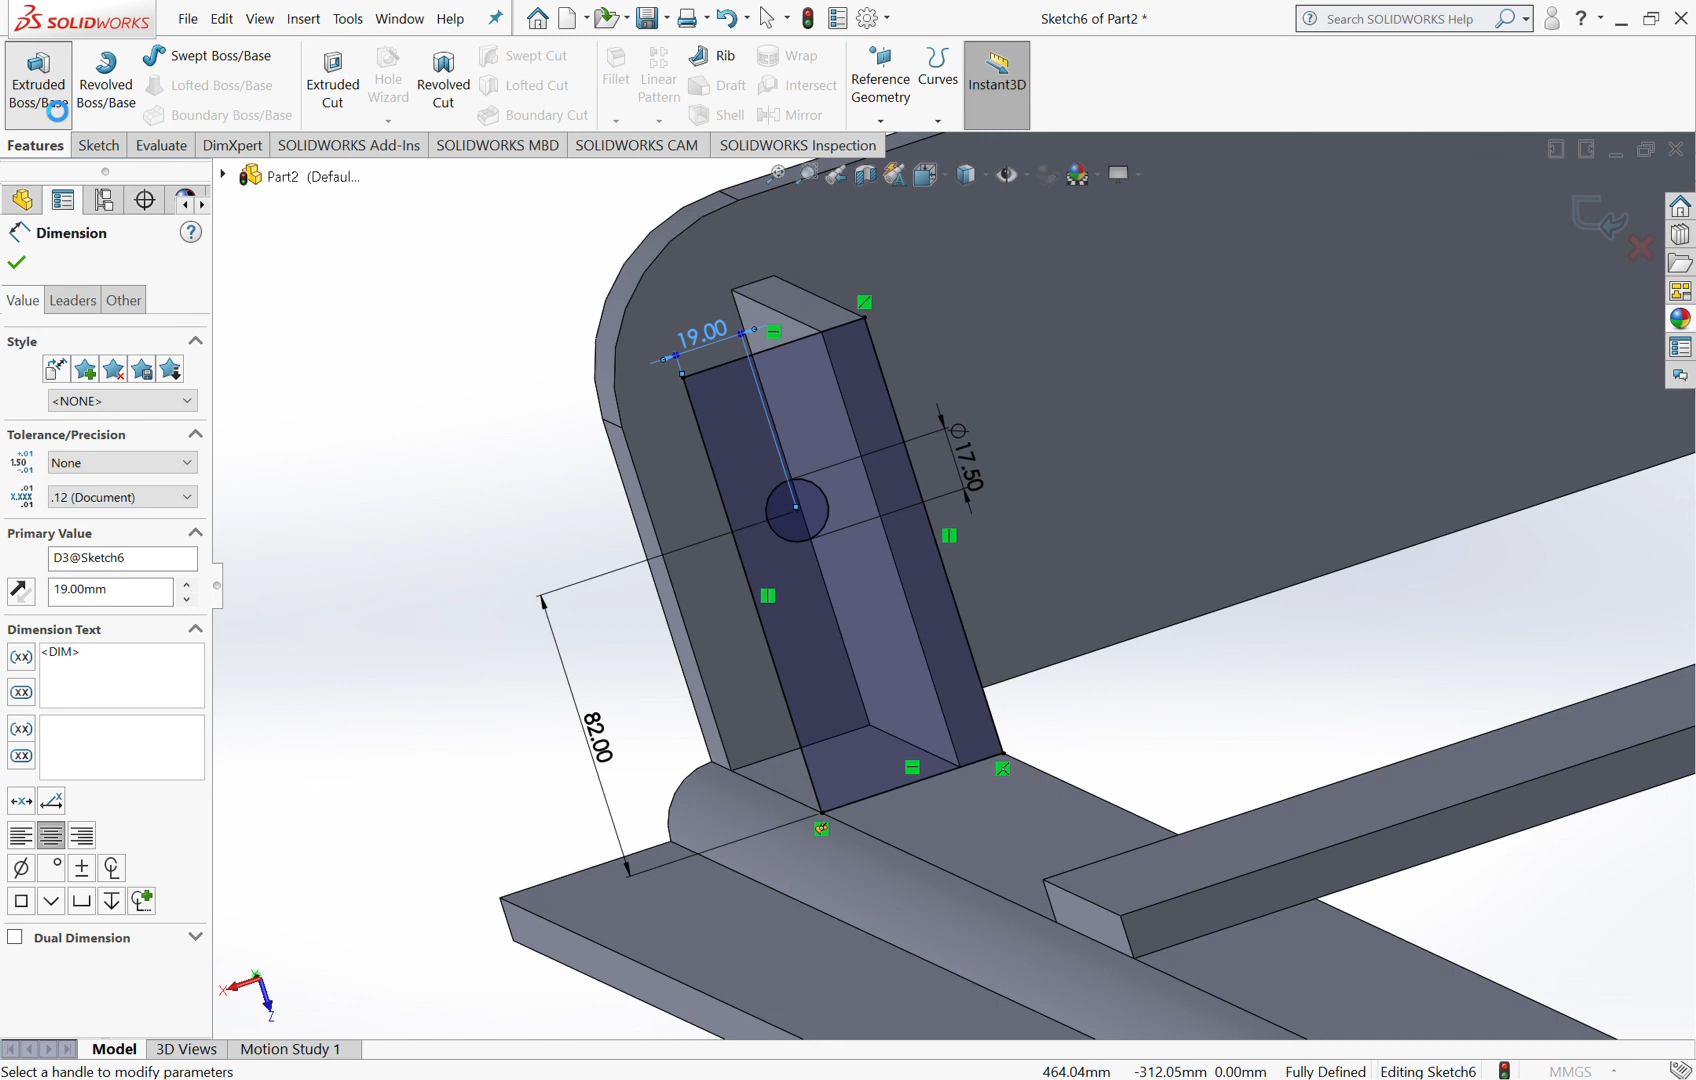 SOLIDWORKS
File Edit View Insert Tools Window Help
Sketch6 of Part2 *
Search SOLIDWORKS Help
?
Extruded Boss/Base
Revolved Boss/Base
Swept Boss/Base
Lofted Boss/Base
Boundary Boss/Base
Extruded Cut
Hole Wizard
Revolved Cut
Swept Cut
Lofted Cut
Boundary Cut
Fillet
Linear Pattern
Rib
Draft
Shell
Wrap
Intersect
Mirror
Reference Geometry
Curves
Instant3D
Features Sketch Evaluate DimXpert SOLIDWORKS Add-Ins SOLIDWORKS MBD SOLIDWORKS CAM SOLIDWORKS Inspection
Part2 (Defaul...
Dimension
?
Value Leaders Other
Style
<NONE>
Tolerance/Precision
None
.12 (Document)
Primary Value
D3@Sketch6
19.00mm
Dimension Text
<DIM>
Dual Dimension
19.00
∅17.50
82.00
X
Y
Z
Model 3D Views Motion Study 1
Select a handle to modify parameters
464.04mm -312.05mm 0.00mm Fully Defined Editing Sketch6 MMGS